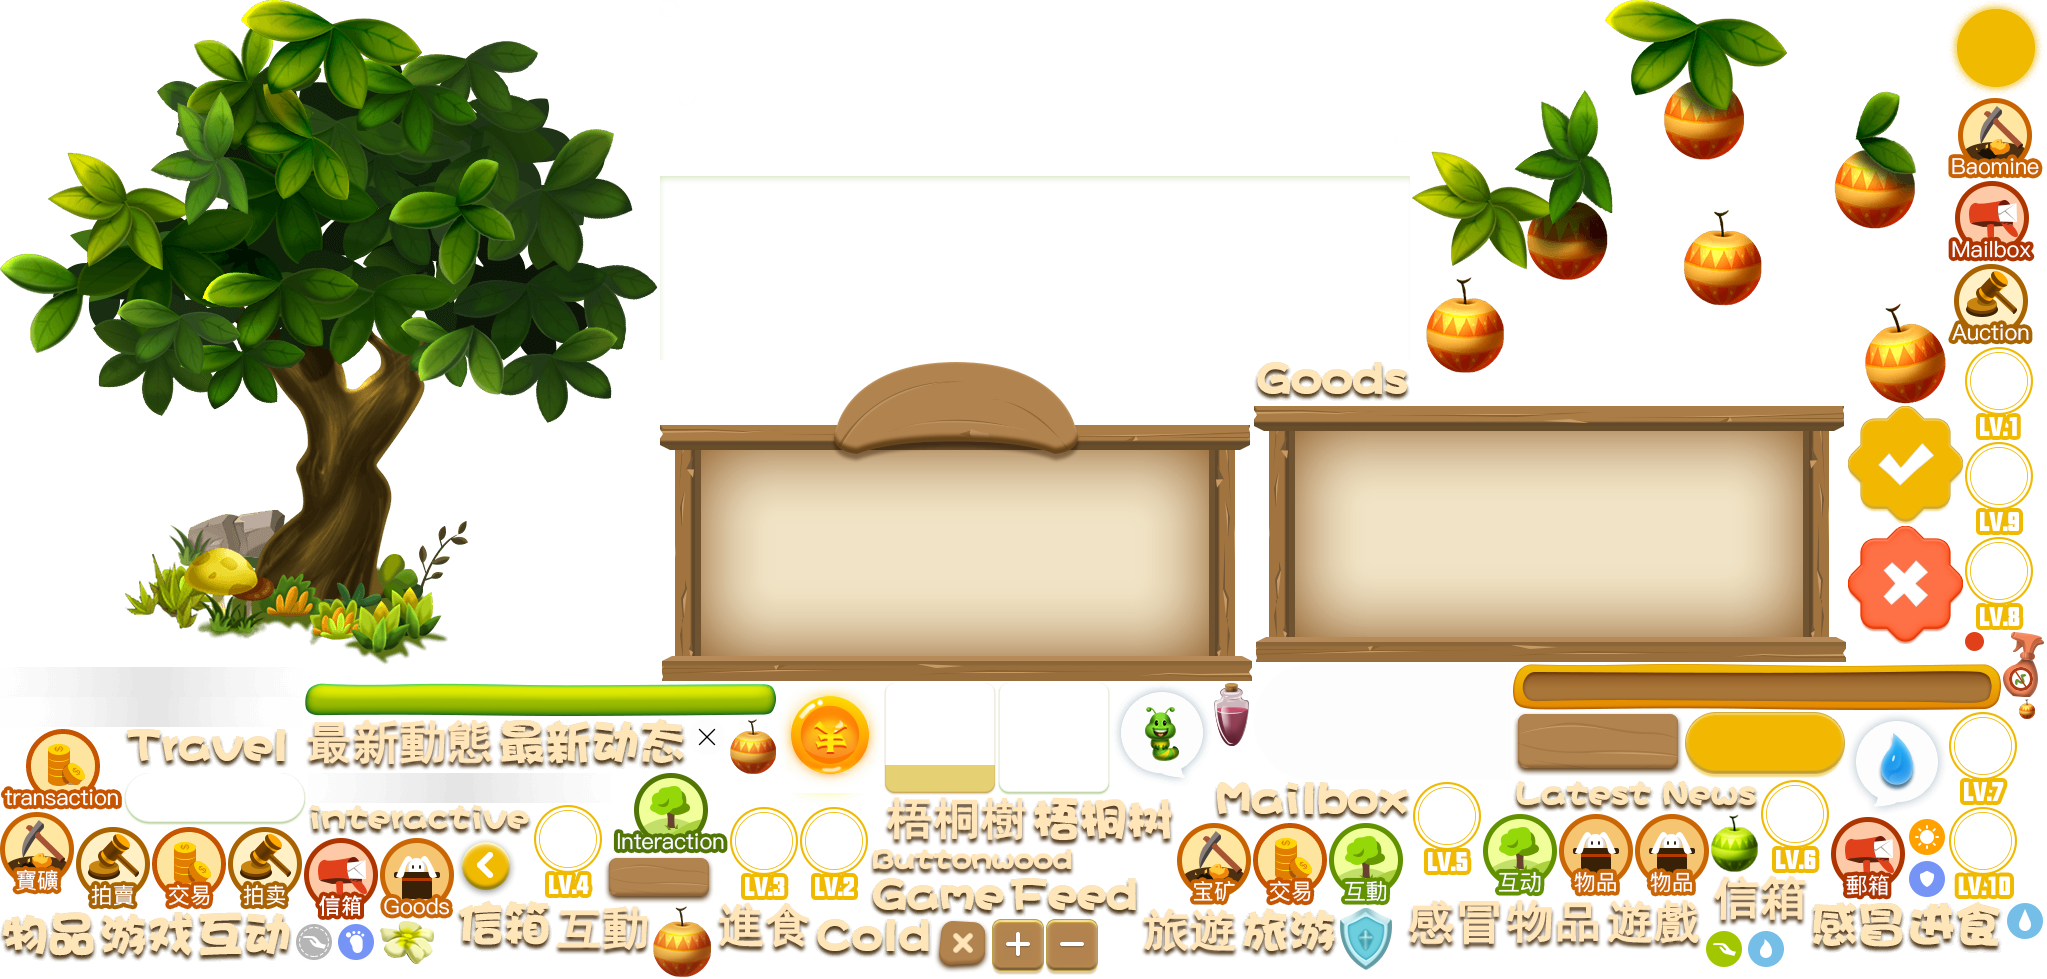 Baomine
Mailbox
Auction
Goods
LV.1
LV.9
LV.8
Travel
最新動態
最新动态
¥
transaction
interactive
Interaction
梧桐樹
梧桐树
Mailbox
Latest News
LV.7
寶礦
拍賣
交易
拍卖
信箱
Goods
LV.4
LV.3
LV.2
Buttonwood
Game
Feed
宝矿
交易
互動
LV.5
互动
物品
物品
LV.6
郵箱
LV.10
物品
游戏
互动
信箱
互動
進食
Cold
旅遊
旅游
感冒
物品
遊戲
信箱
感冒
进食